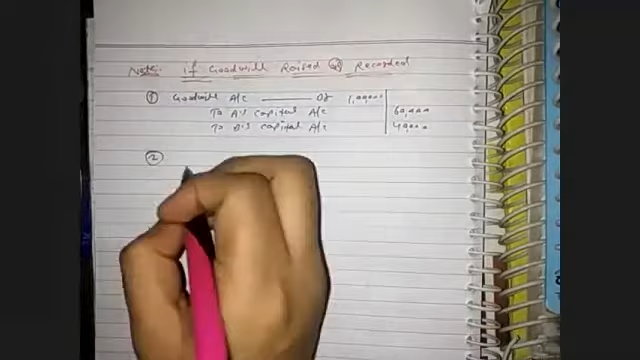 Note: if Goodwill Raised or Recorded
① Goodwill A/c ——— Dr 1,00,000
To A's capital A/c 60,000
To B's capital A/c 40,000
②